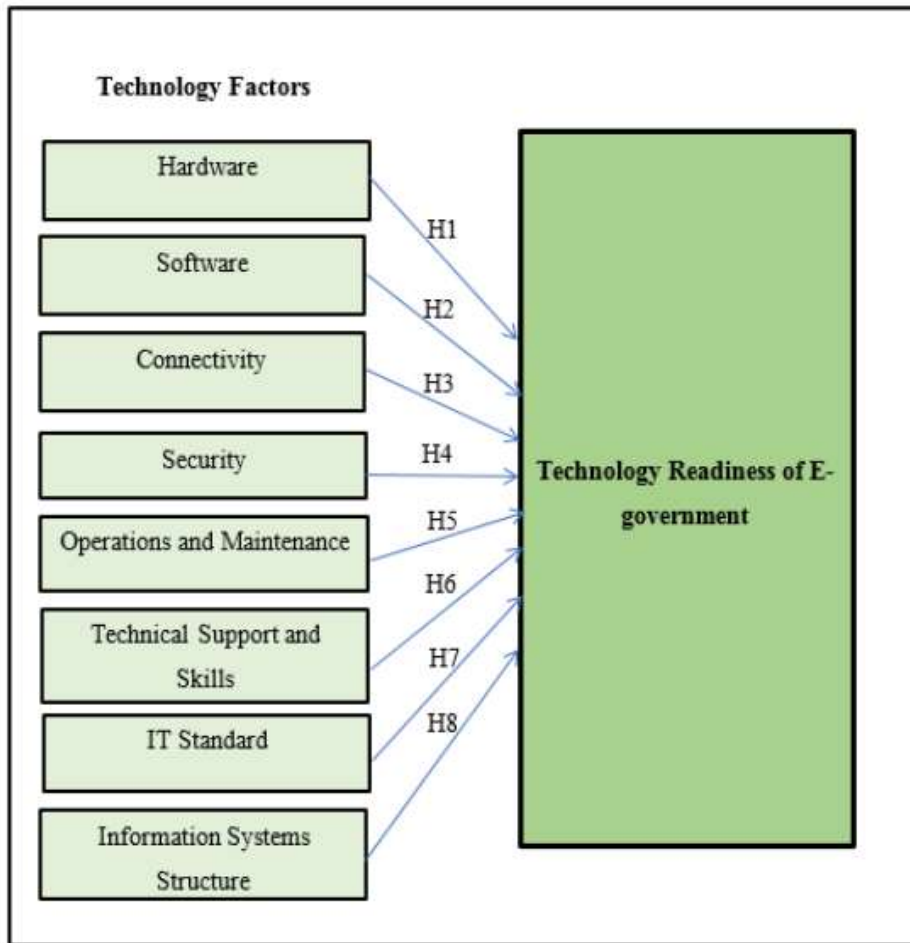 Technology Factors
Hardware
H1
Software
H2
Connectivity
H3
Security
H4
Technology Readiness of E-
government
Operations and Maintenance
H5
H6
Technical Support and
Skills
H7
IT Standard
H8
Information Systems
Structure